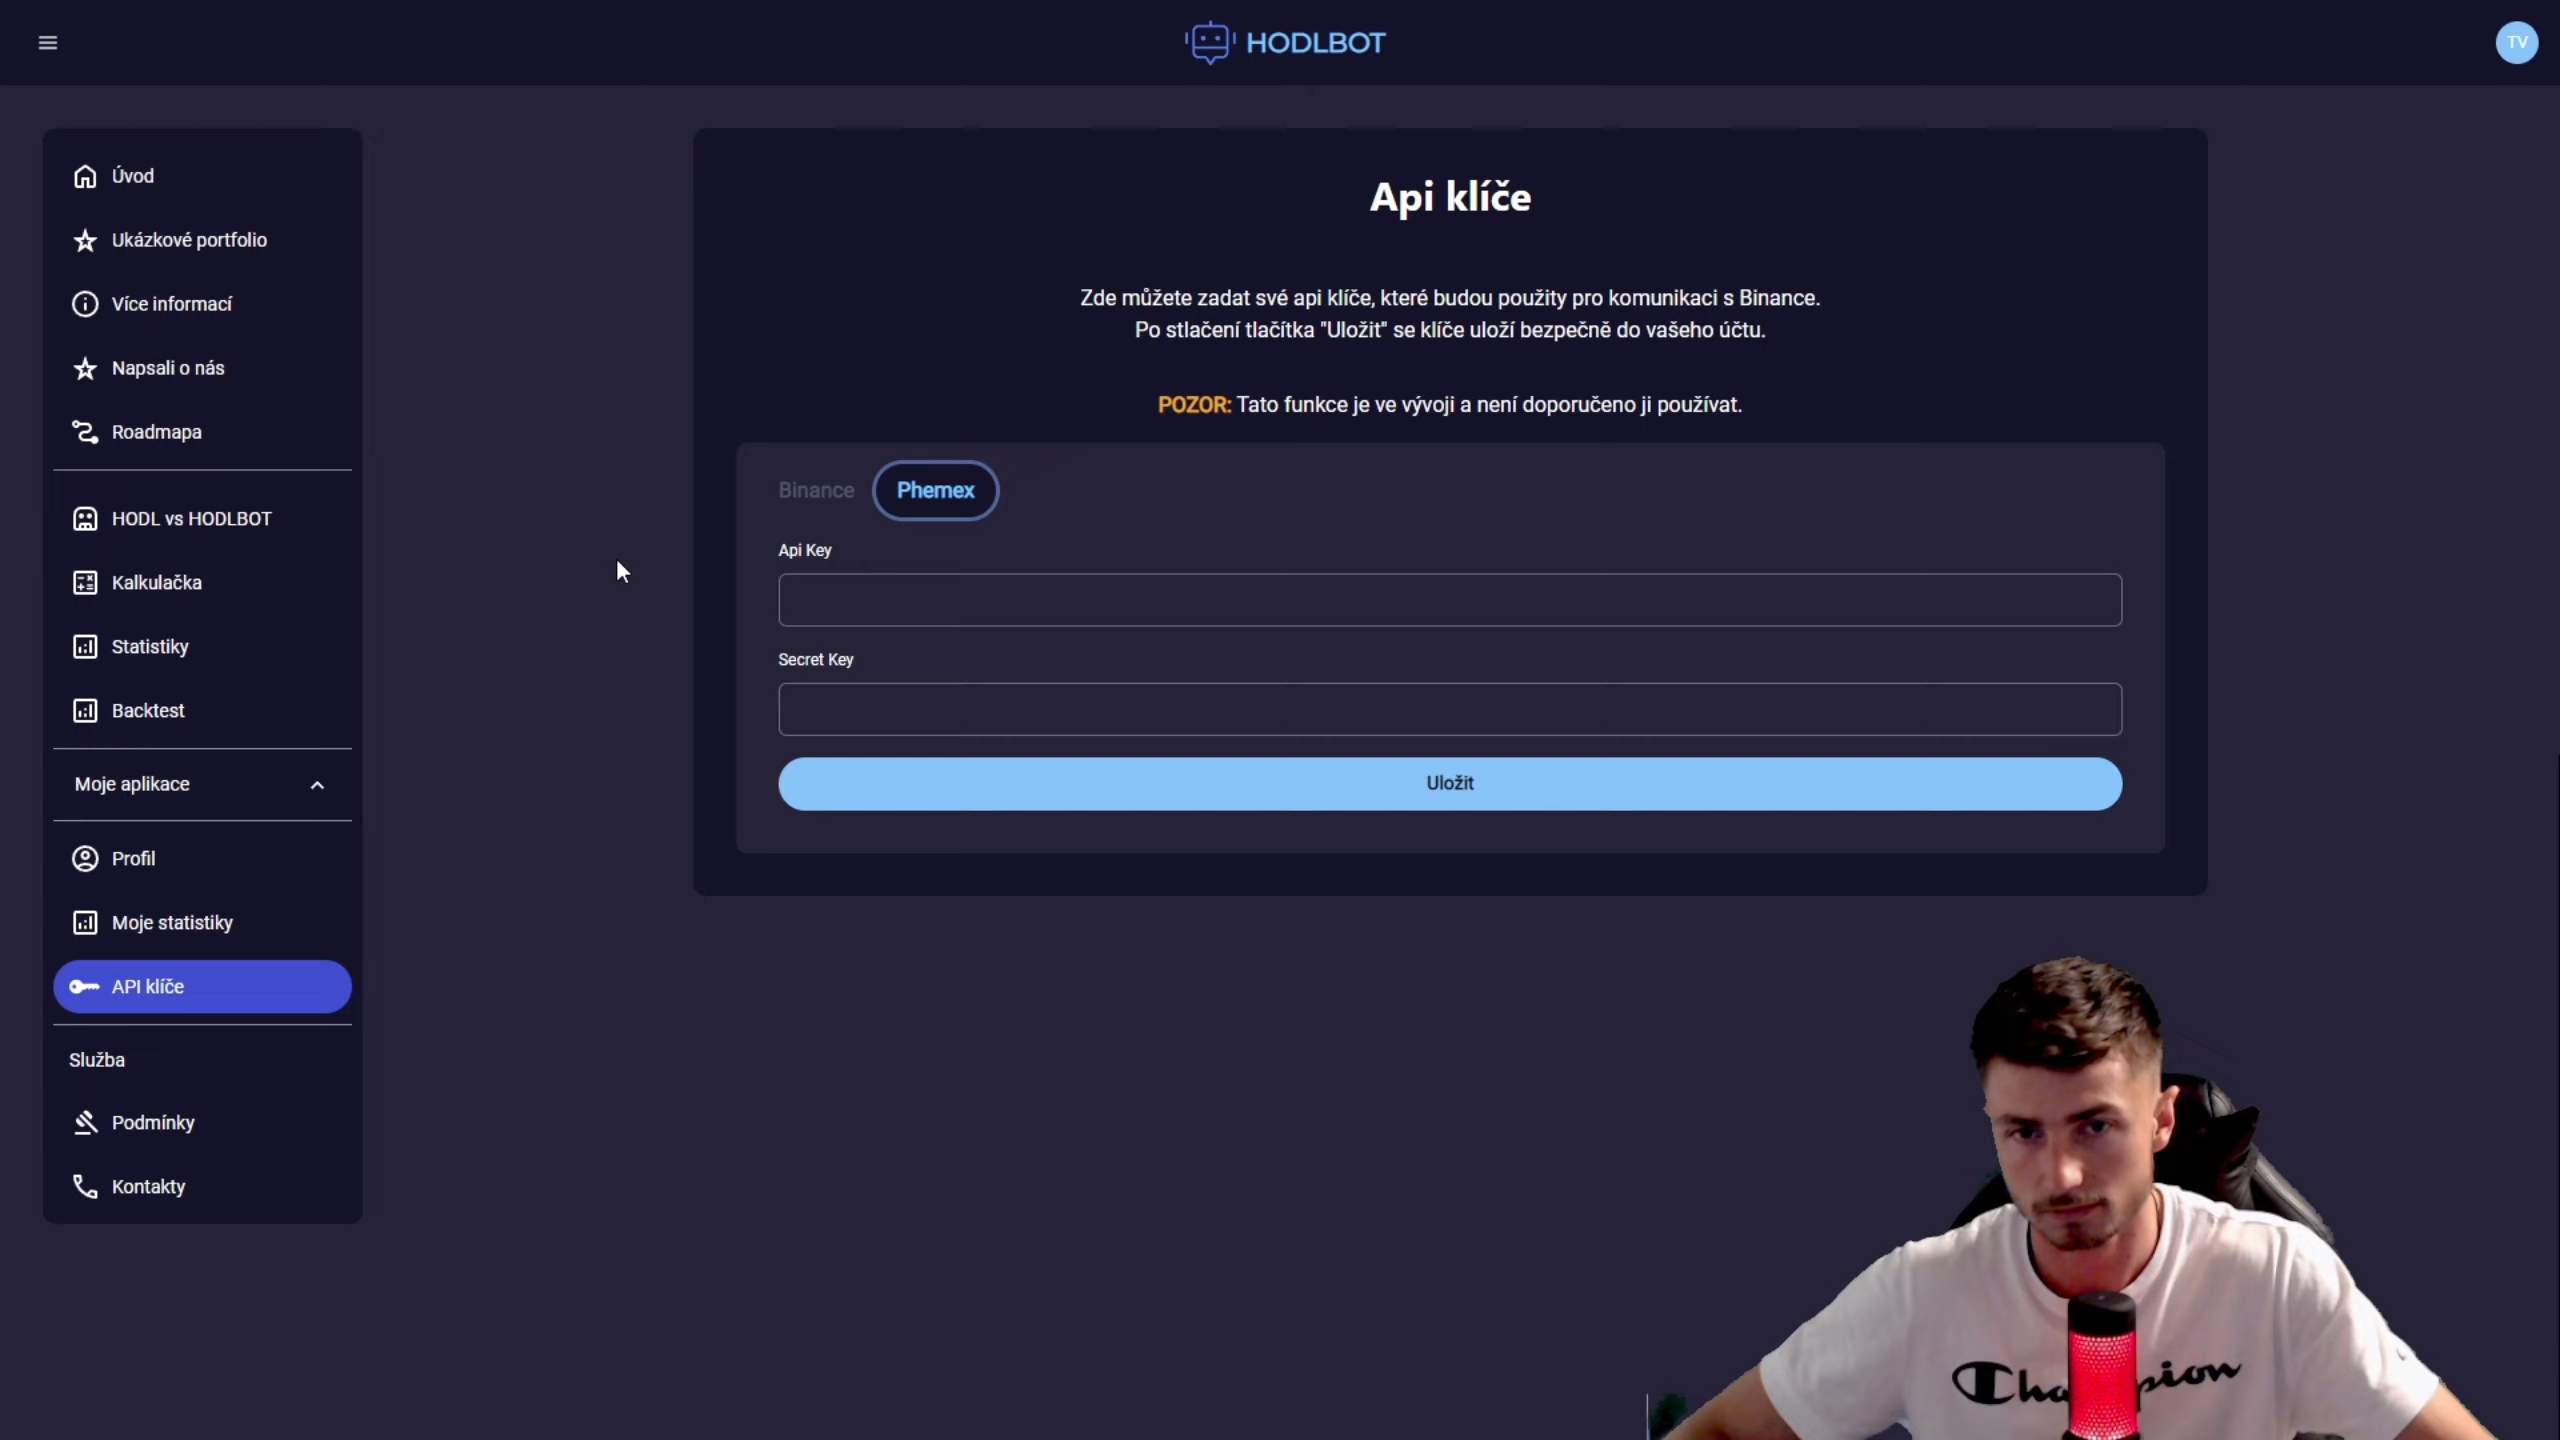 HODLBOT
TV
Úvod
Ukázkové portfolio
Více informací
Napsali o nás
Roadmapa
HODL vs HODLBOT
Kalkulačka
Statistiky
Backtest
Moje aplikace
Profil
Moje statistiky
API klíče
Služba
Podmínky
Kontakty
Api klíče
Zde můžete zadat své api klíče, které budou použity pro komunikaci s Binance.
Po stlačení tlačítka "Uložit" se klíče uloží bezpečně do vašeho účtu.
POZOR: Tato funkce je ve vývoji a není doporučeno ji používat.
Binance Phemex
Api Key
Secret Key
Uložit